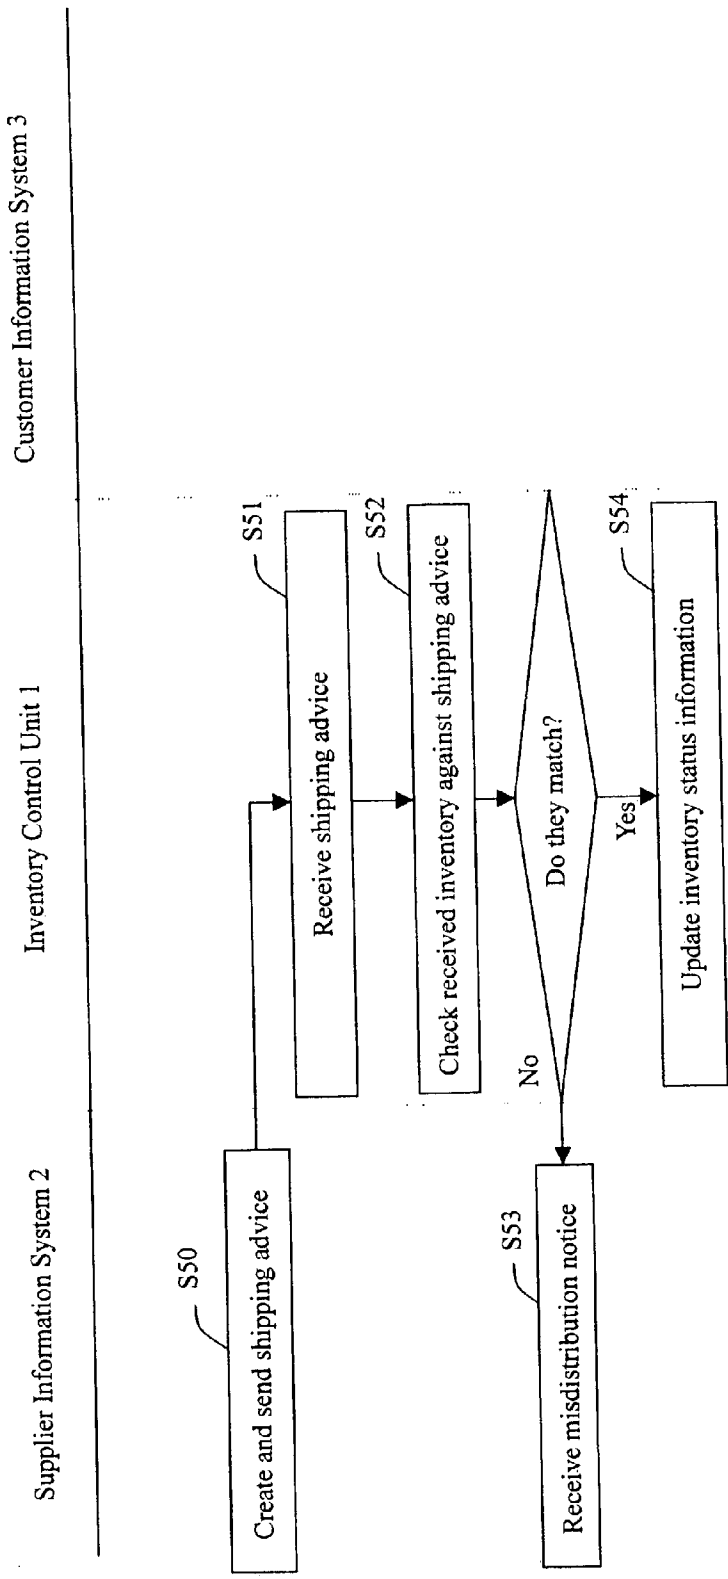 Supplier Information System 2
Inventory Control Unit 1
Customer Information System 3
S50
Create and send shipping advice
S51
Receive shipping advice
S52
Check received inventory against shipping advice
Do they match?
No
Yes
S53
Receive misdistribution notice
S54
Update inventory status information